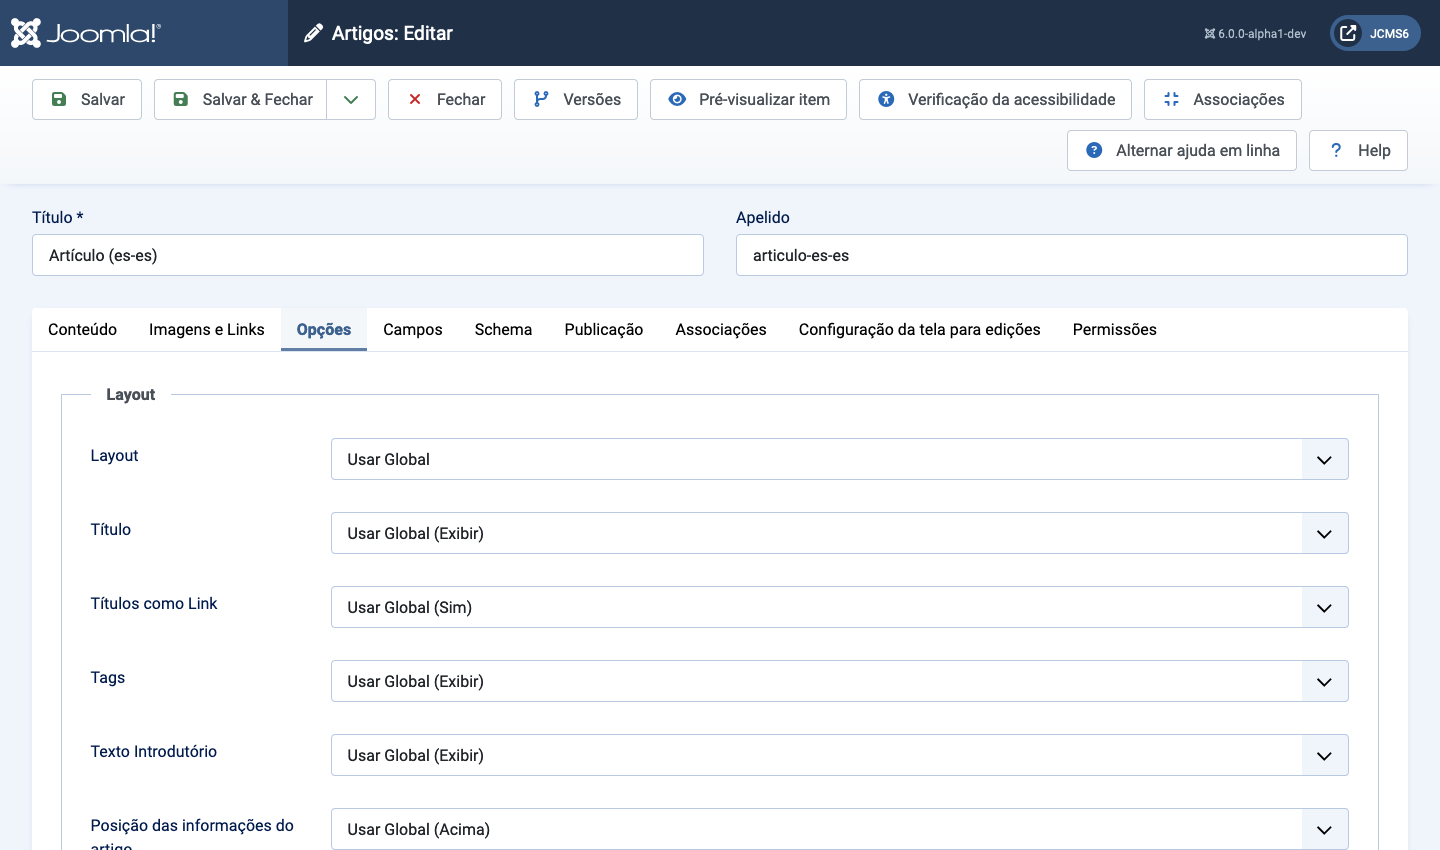 Joomla!®
Artigos: Editar
6.0.0-alpha1-dev
JCMS6
Salvar
Salvar & Fechar
Fechar
Versões
Pré-visualizar item
Verificação da acessibilidade
Associações
Alternar ajuda em linha
? Help
Título *
Apelido
Artículo (es-es)
articulo-es-es
Conteúdo
Imagens e Links
Opções
Campos
Schema
Publicação
Associações
Configuração da tela para edições
Permissões
Layout
Layout
Usar Global
Título
Usar Global (Exibir)
Títulos como Link
Usar Global (Sim)
Tags
Usar Global (Exibir)
Texto Introdutório
Usar Global (Exibir)
Posição das informações do
artigo
Usar Global (Acima)